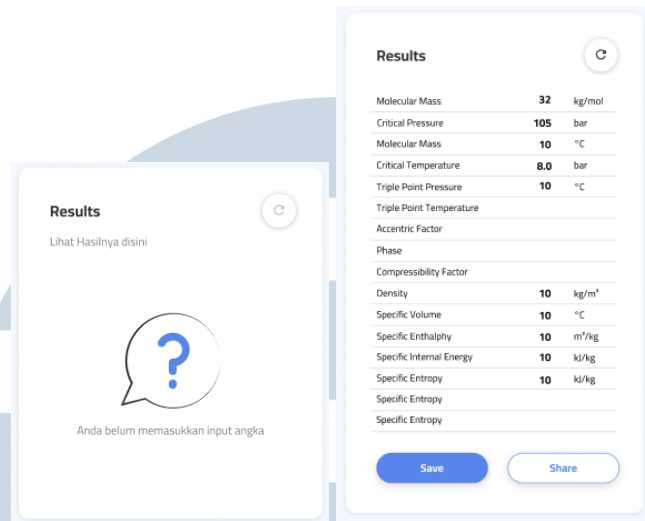 Results
Lihat Hasilnya disini
?
Anda belum memasukkan input angka
Results
Molecular Mass 32 kg/mol
Critical Pressure 105 bar
Molecular Mass 10 °C
Critical Temperature 8.0 bar
Triple Point Pressure 10 °C
Triple Point Temperature
Accentric Factor
Phase
Compressibility Factor
Density 10 kg/m³
Specific Volume 10 °C
Specific Enthalphy 10 m³/kg
Specific Internal Energy 10 kJ/kg
Specific Entropy 10 kJ/kg
Specific Entropy
Specific Entropy
Save Share